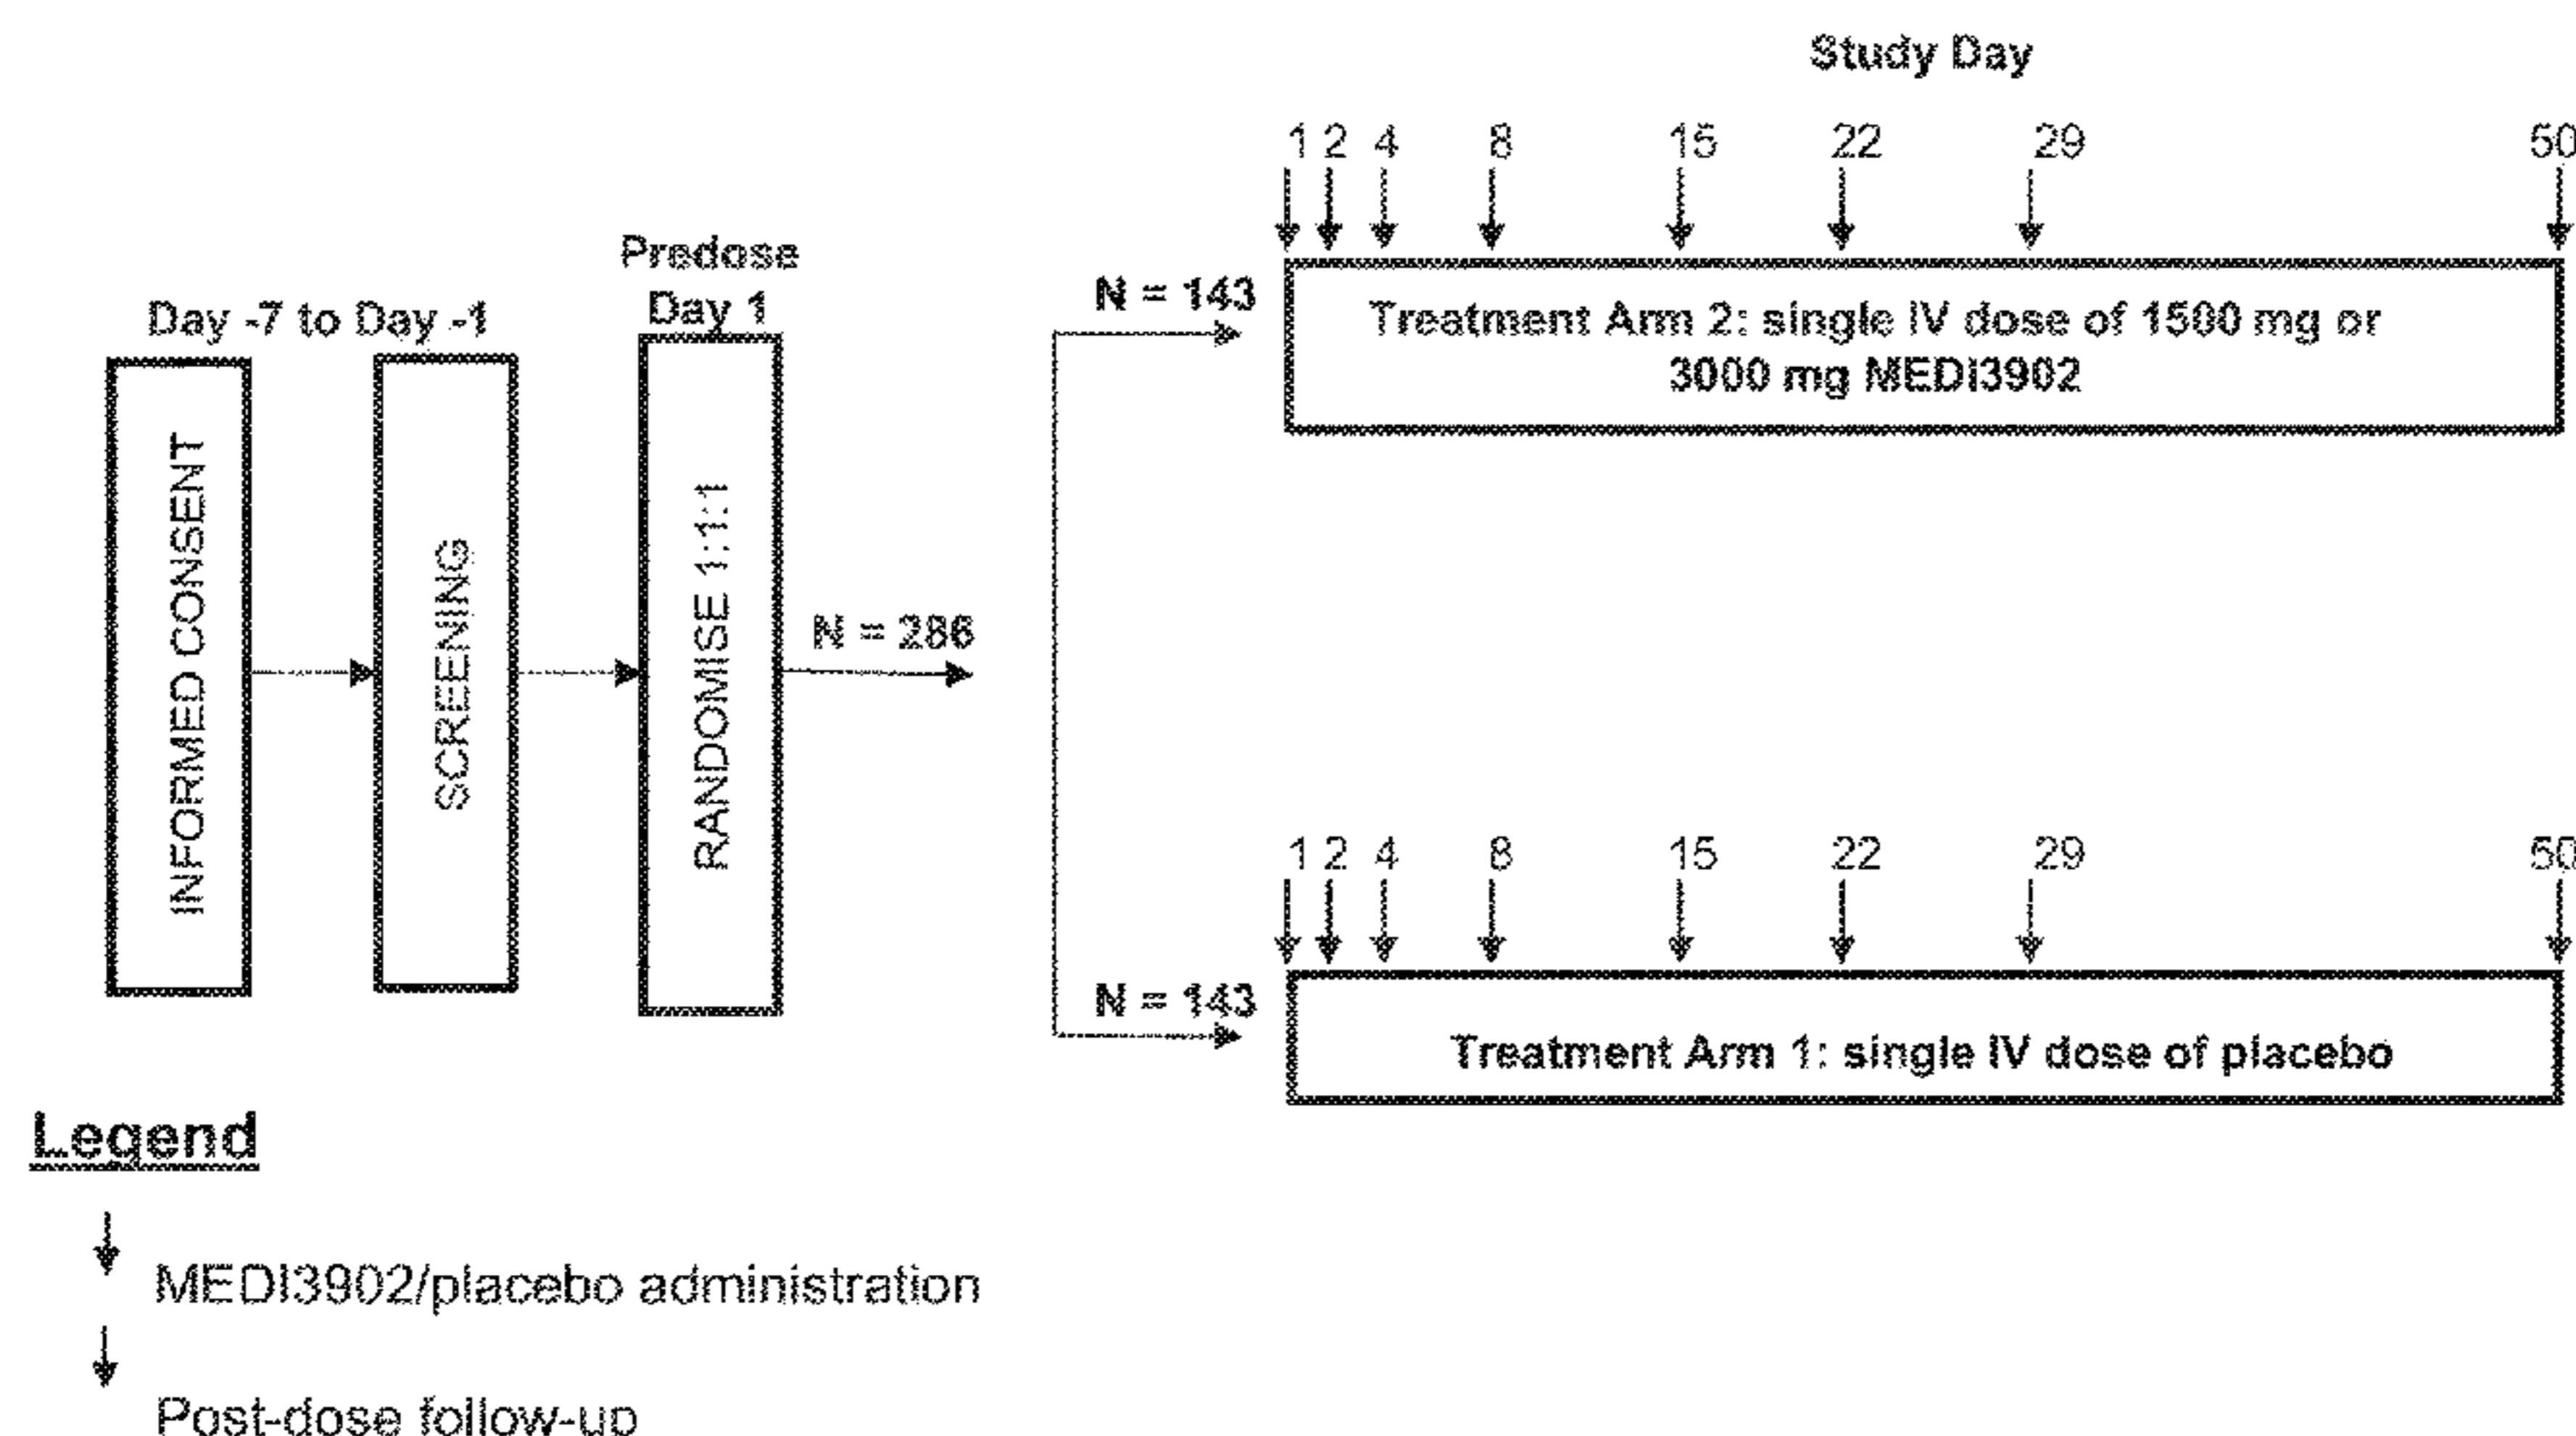 Study Day
1 2 4 8 15 22 29 50
Predose
Day 1
Day -7 to Day -1
N = 143
Treatment Arm 2: single IV dose of 1500 mg or
3000 mg MEDI3902
INFORMED CONSENT
SCREENING
RANDOMISE 1:1:1
N = 286
1 2 4 8 15 22 29 50
N = 143
Treatment Arm 1: single IV dose of placebo
Legend
MEDI3902/placebo administration
Post-dose follow-up